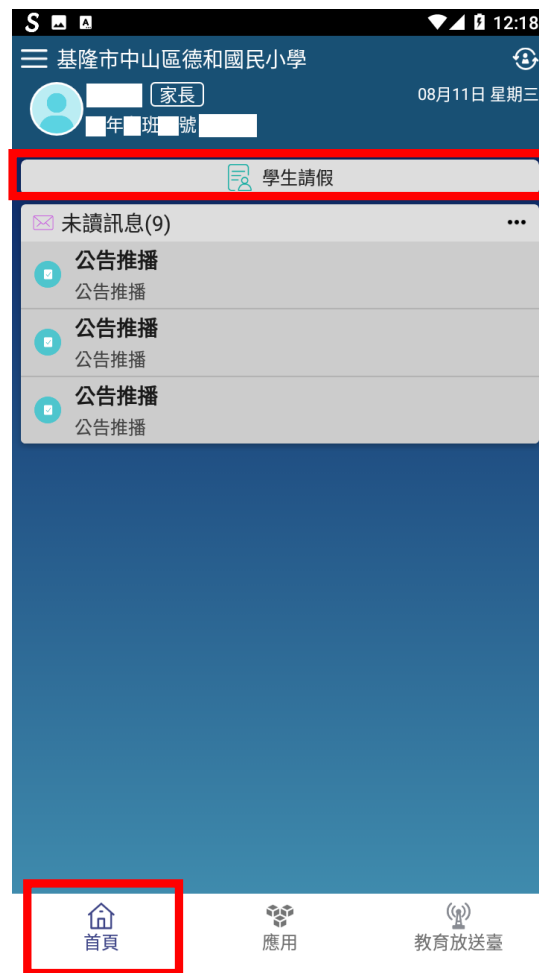 S A 12:18
基隆市中山區德和國民小學
家長 08月11日 星期三
年 班 號
學生請假
未讀訊息(9) •••
公告推播
公告推播
公告推播
公告推播
公告推播
公告推播
首頁 應用 教育放送臺